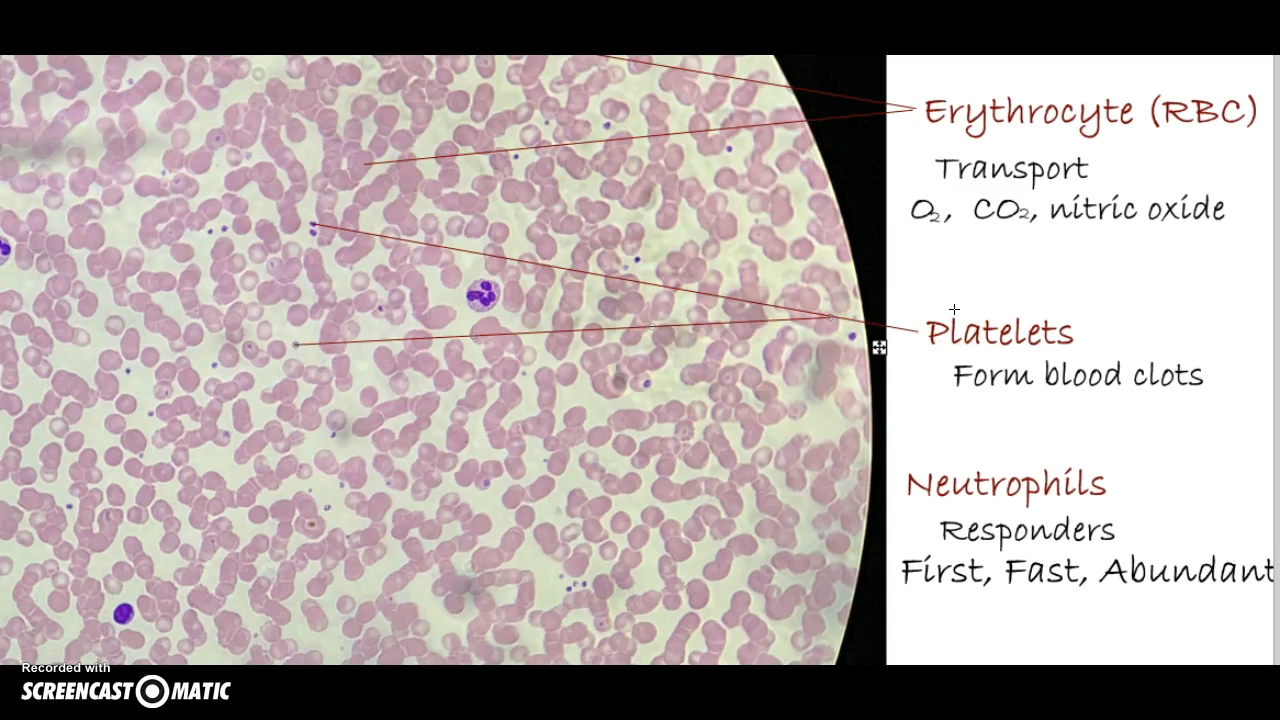 Erythrocyte (RBC)
Transport
O2, CO2, nitric oxide
Platelets
Form blood clots
Neutrophils
Responders
First, Fast, Abundant
Recorded with
SCREENCAST MATIC